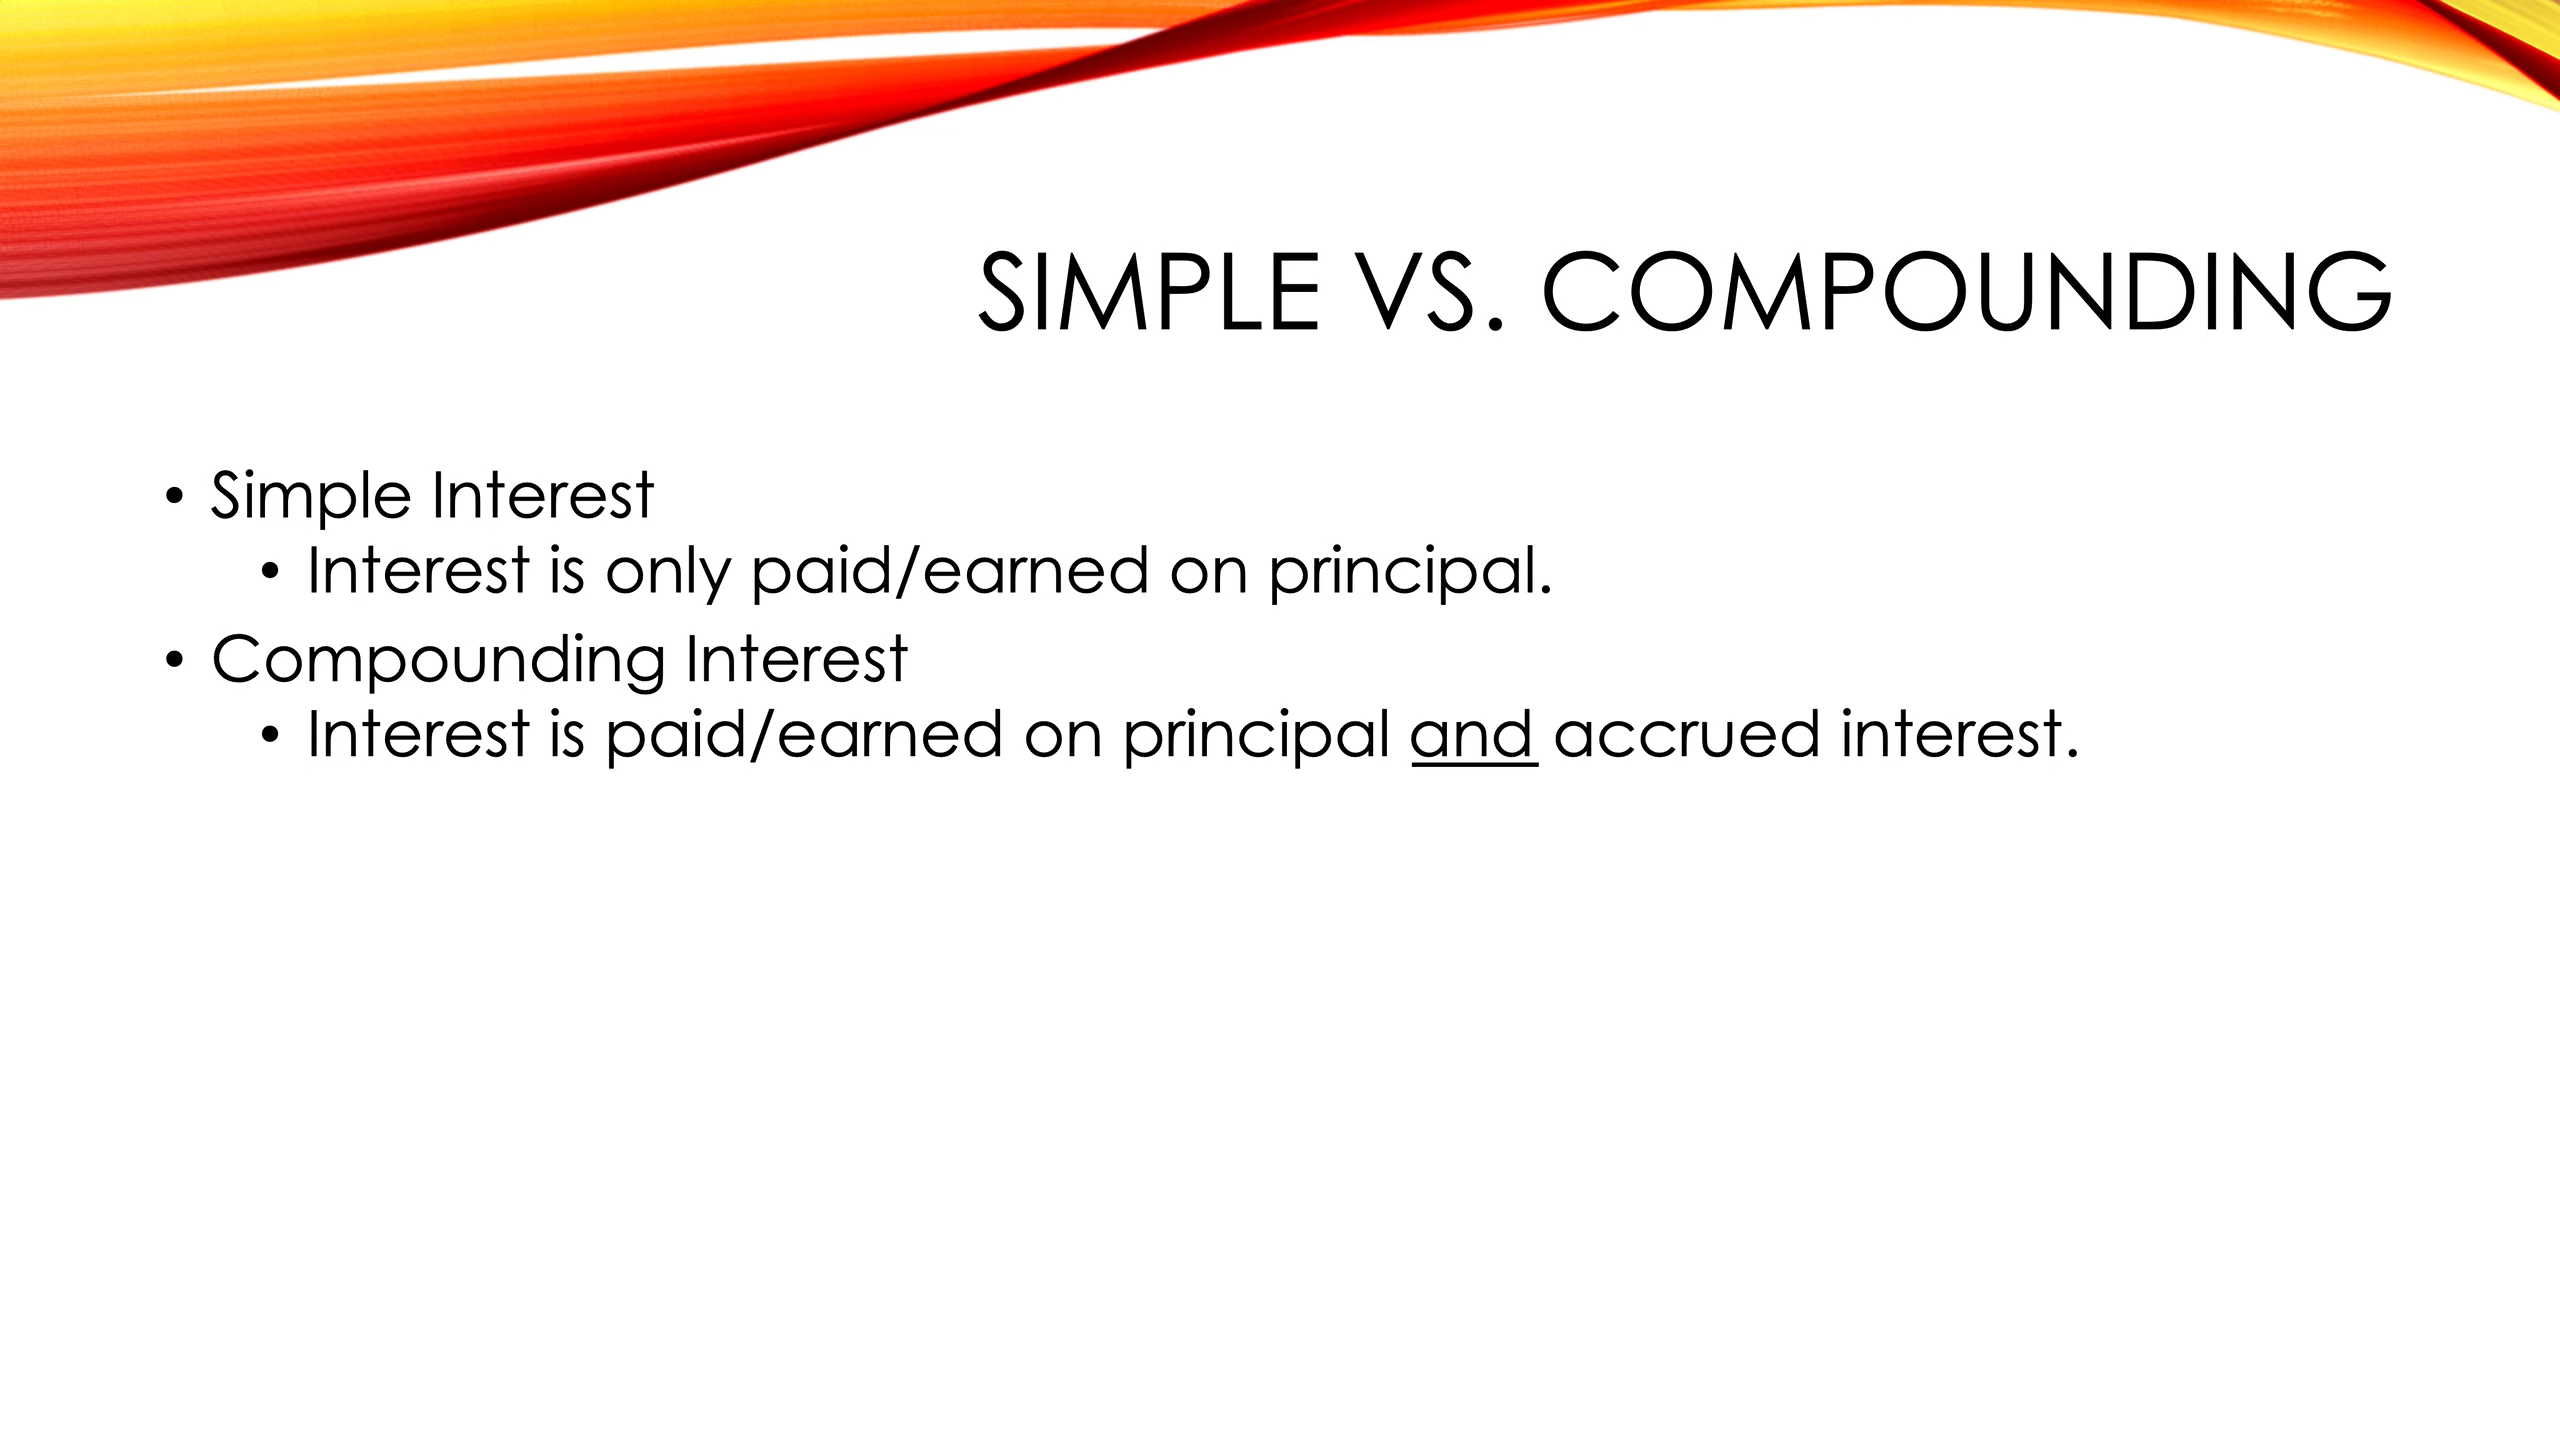 SIMPLE VS. COMPOUNDING
• Simple Interest
• Interest is only paid/earned on principal.
• Compounding Interest
• Interest is paid/earned on principal and accrued interest.